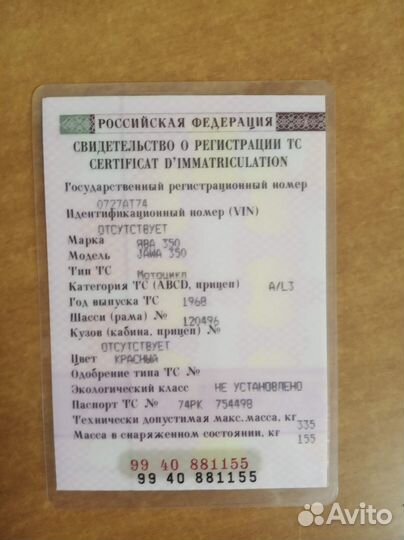 РОССИЙСКАЯ ФЕДЕРАЦИЯ
СВИДЕТЕЛЬСТВО О РЕГИСТРАЦИИ ТС
CERTIFICAT D'IMMATRICULATION
Государственный регистрационный номер
0727АТ74
Идентификационный номер (VIN)
ОТСУТСТВУЕТ
Марка ЯВА 350
Модель JAWA 350
Тип ТС Мотоцикл
Категория ТС (ABCD, прицеп) A/L3
Год выпуска ТС 1968
Шасси (рама) № 120496
Кузов (кабина, прицеп) №
ОТСУТСТВУЕТ
Цвет КРАСНЫЙ
Одобрение типа ТС №
Экологический класс НЕ УСТАНОВЛЕНО
Паспорт ТС № 74РК 754498
Технически допустимая макс. масса, кг 335
Масса в снаряженном состоянии, кг 155
99 40 881155
99 40 881155
Avito